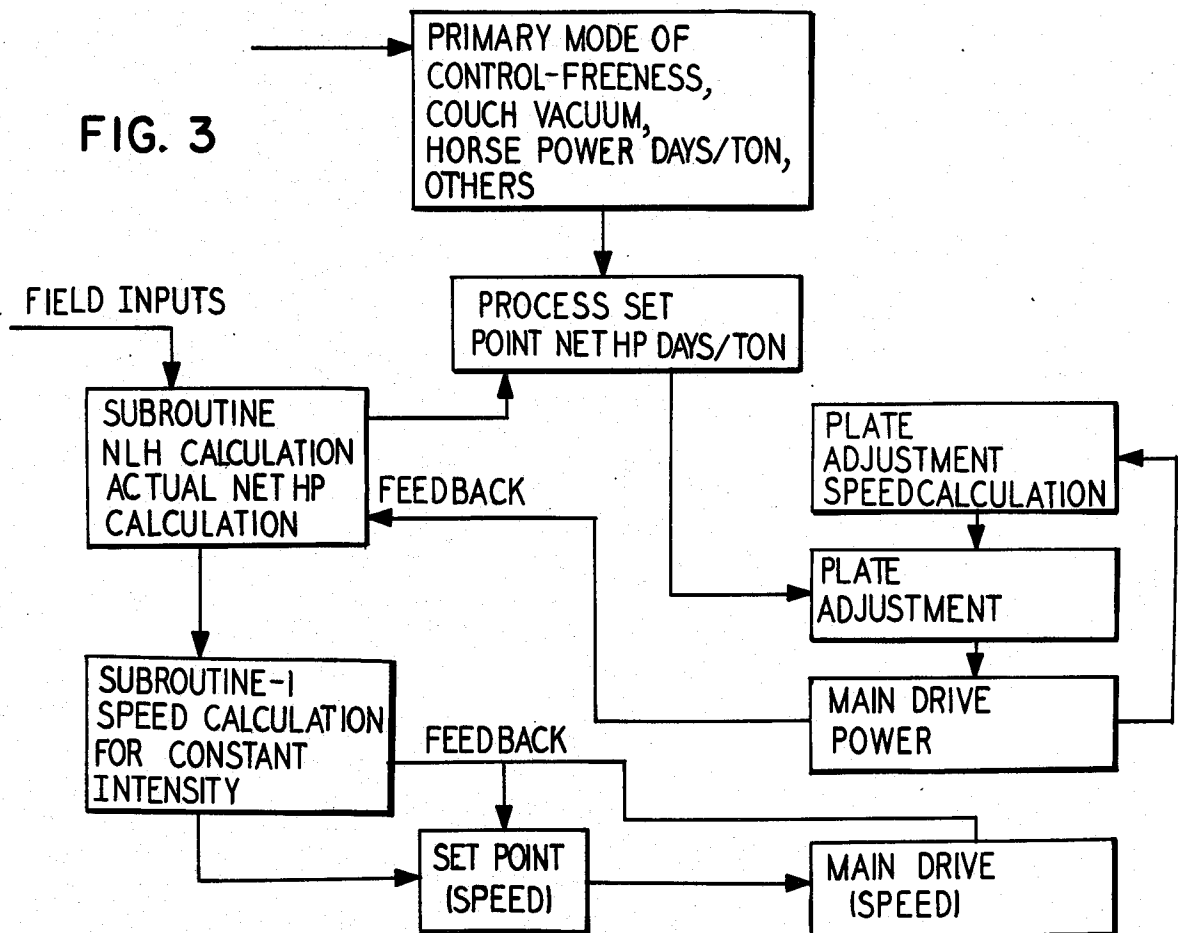 FIG. 3
PRIMARY MODE OF
CONTROL-FREENESS,
COUCH VACUUM,
HORSE POWER DAYS/TON,
OTHERS
FIELD INPUTS
PROCESS SET
POINT NET HP DAYS/TON
SUBROUTINE
NLH CALCULATION
ACTUAL NET HP
CALCULATION
FEEDBACK
PLATE
ADJUSTMENT
SPEED CALCULATION
PLATE
ADJUSTMENT
MAIN DRIVE
POWER
SUBROUTINE-I
SPEED CALCULATION
FOR CONSTANT
INTENSITY
FEEDBACK
SET POINT
(SPEED)
MAIN DRIVE
(SPEED)